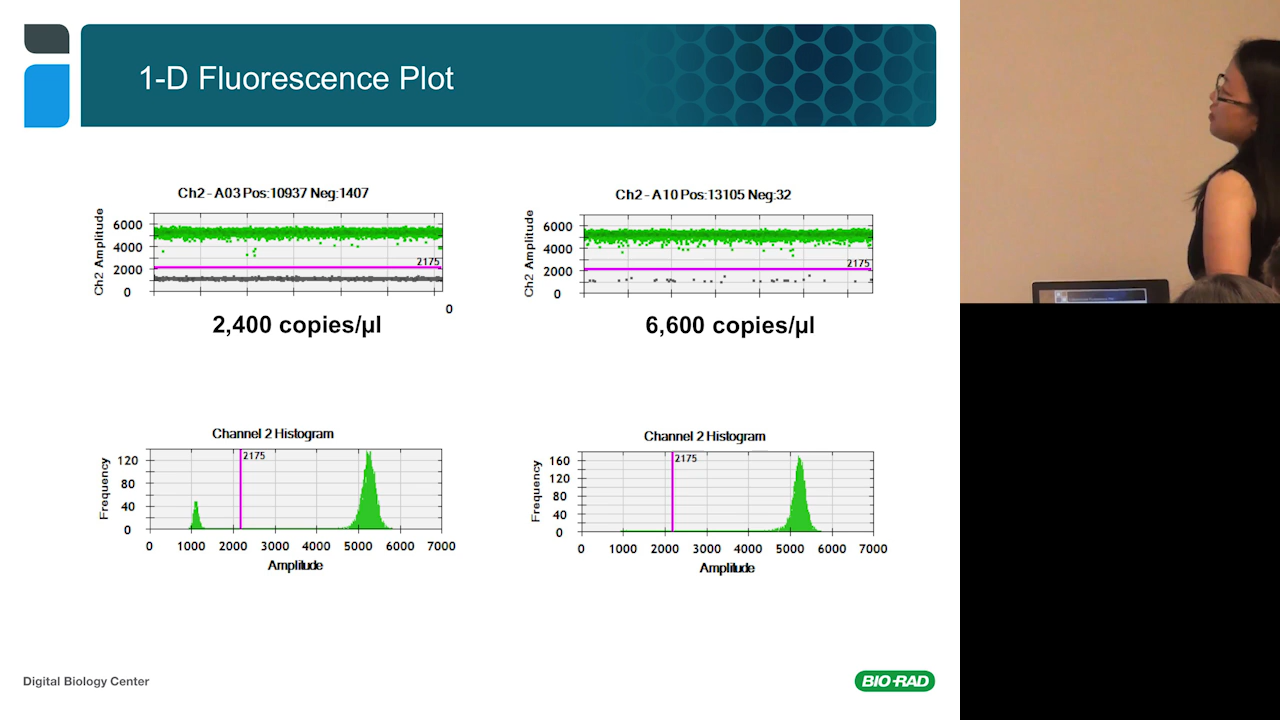 1-D Fluorescence Plot
Ch2 - A03 Pos:10937 Neg:1407
Ch2 Amplitude
6000
4000
2000
0
2175
0
2,400 copies/µl
Ch2 - A10 Pos:13105 Neg:32
Ch2 Amplitude
6000
4000
2000
0
2175
6,600 copies/µl
Channel 2 Histogram
Frequency
120
80
40
0
2175
0 1000 2000 3000 4000 5000 6000 7000
Amplitude
Channel 2 Histogram
Frequency
160
120
80
40
0
2175
0 1000 2000 3000 4000 5000 6000 7000
Amplitude
Digital Biology Center
BIO-RAD